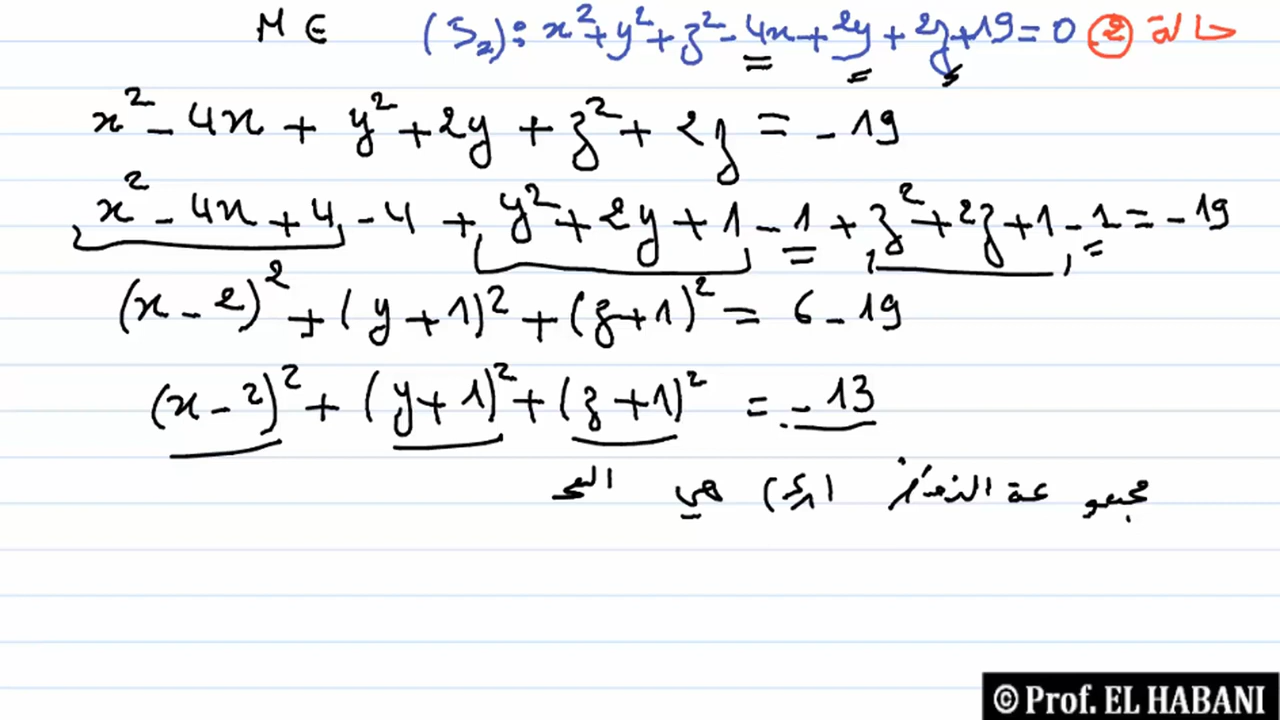 M ∈ (S₂): x² + y² + z² - 4x + 2y + 2z + 19 = 0 ② حالة
x² - 4x + y² + 2y + z² + 2z = - 19
x² - 4x + 4 - 4 + y² + 2y + 1 - 1 + z² + 2z + 1 - 1 = - 19
(x - 2)² + (y + 1)² + (z + 1)² = 6 - 19
(x - 2)² + (y + 1)² + (z + 1)² = - 13
مجموعة النقط هي
© Prof. EL HABANI